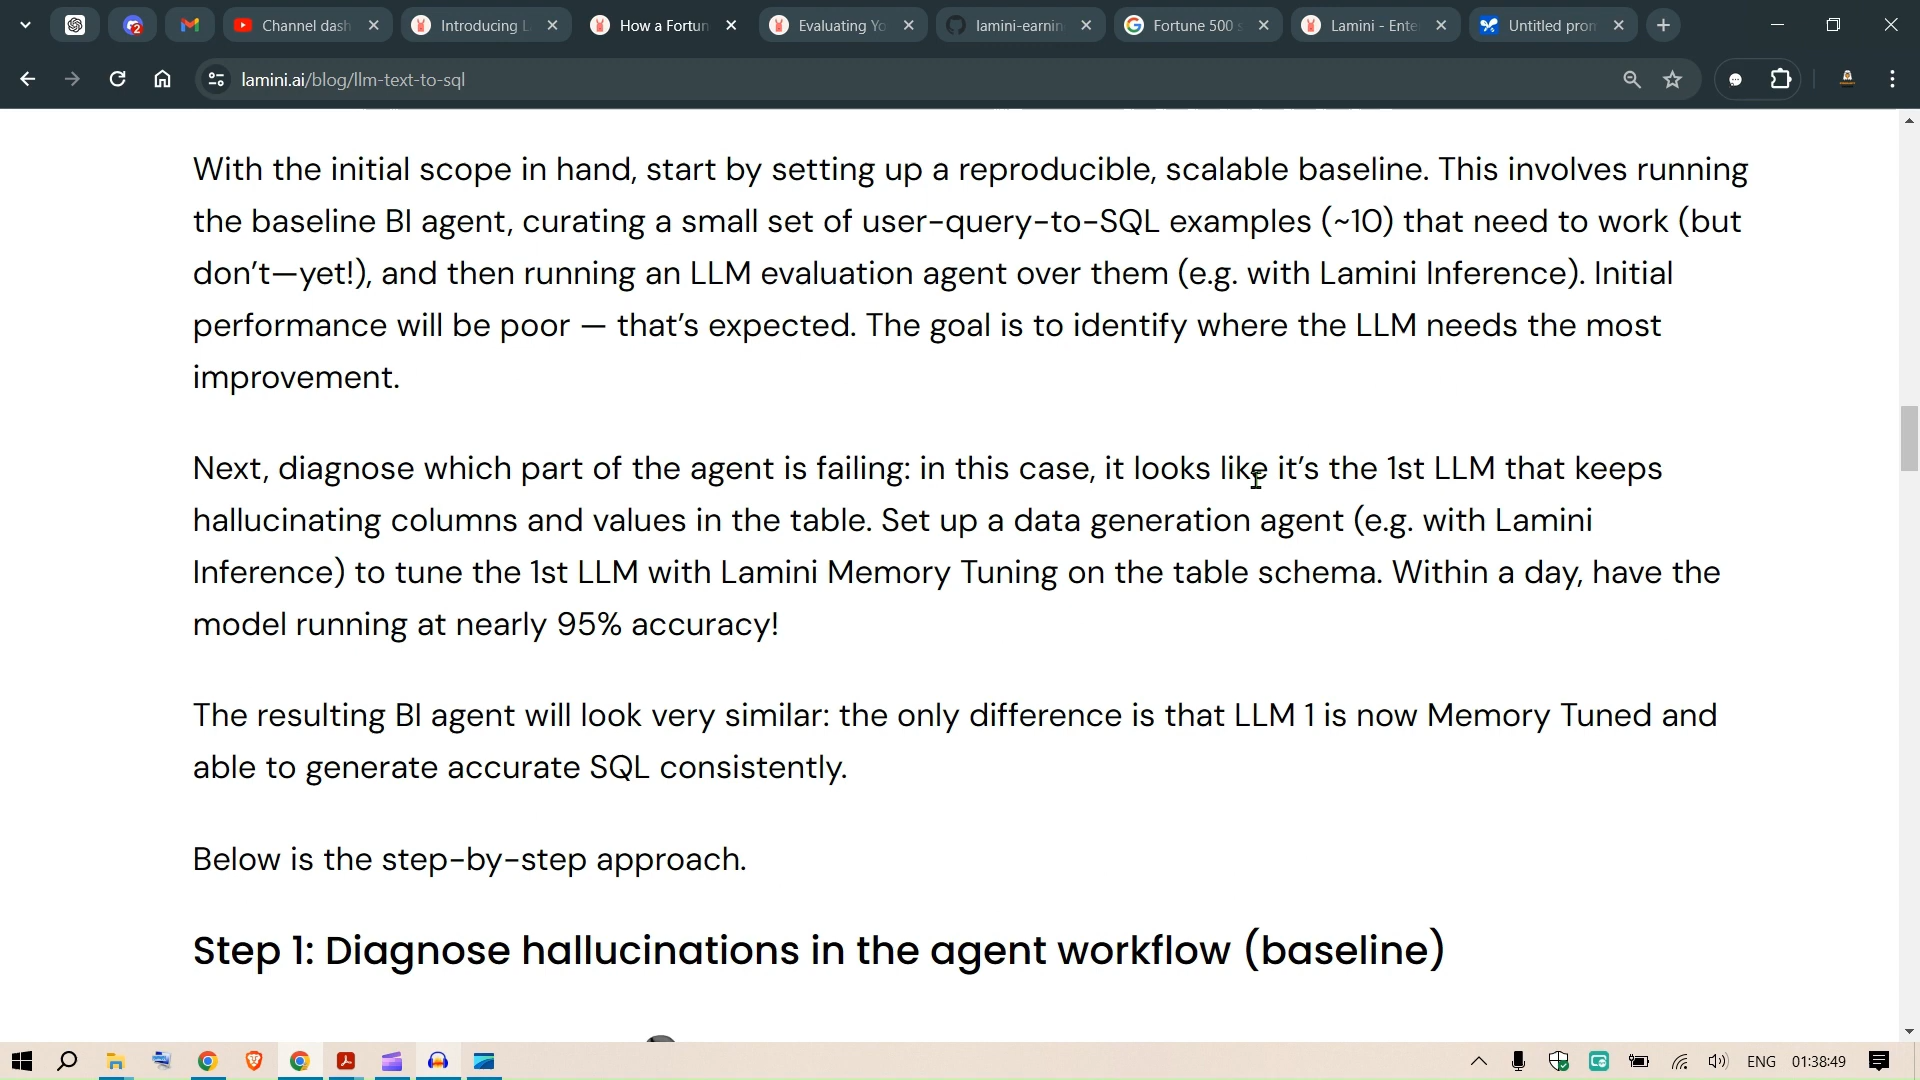 2
Channel dash
Introducing L
How a Fortun
Evaluating Yo
lamini-earnin
Fortune 500 s
Lamini - Ente
Untitled pron
lamini.ai/blog/llm-text-to-sql
With the initial scope in hand, start by setting up a reproducible, scalable baseline. This involves running
the baseline BI agent, curating a small set of user-query-to-SQL examples (~10) that need to work (but
don’t—yet!), and then running an LLM evaluation agent over them (e.g. with Lamini Inference). Initial
performance will be poor — that’s expected. The goal is to identify where the LLM needs the most
improvement.
Next, diagnose which part of the agent is failing: in this case, it looks like it’s the 1st LLM that keeps
hallucinating columns and values in the table. Set up a data generation agent (e.g. with Lamini
Inference) to tune the 1st LLM with Lamini Memory Tuning on the table schema. Within a day, have the
model running at nearly 95% accuracy!
The resulting BI agent will look very similar: the only difference is that LLM 1 is now Memory Tuned and
able to generate accurate SQL consistently.
Below is the step-by-step approach.
Step 1: Diagnose hallucinations in the agent workflow (baseline)
ENG
01:38:49